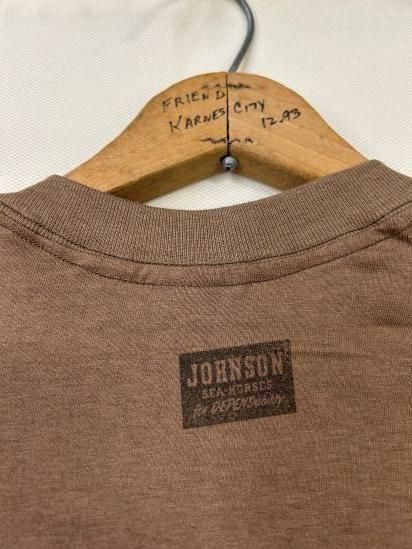 FRIEND
KARNES CITY
12.93
JOHNSON
SEA-HORSES
for DEPENDability